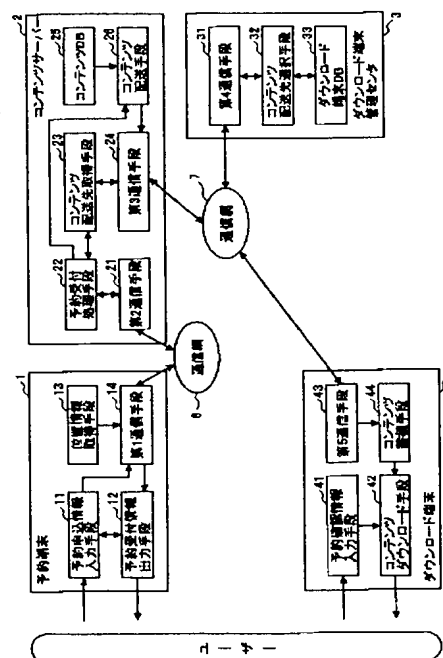 1
予約端末
11
予約申込情報
入力手段
12
予約受付情報
出力手段
13
位置情報
取得手段
14
第1通信手段
6
通信網
2
コンテンツサーバー
21
第2通信手段
22
予約受付
処理手段
23
コンテンツ
配送先取得手段
24
第3通信手段
25
コンテンツDB
26
コンテンツ
配送手段
7
通信網
3
31
第4通信手段
32
コンテンツ
配送先選択手段
33
ダウンロード
端末DB
ダウンロード端末
管理センタ
41
予約確認情報
入力手段
42
コンテンツ
ダウンロード手段
43
第5通信手段
44
コンテンツ
蓄積手段
ダウンロード端末
ユーザー